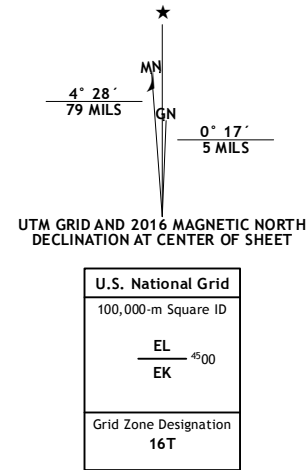 ★
MN
4° 28´
79 MILS
GN
0° 17´
5 MILS
UTM GRID AND 2016 MAGNETIC NORTH
DECLINATION AT CENTER OF SHEET
U.S. National Grid
100,000-m Square ID
EL
4500
EK
Grid Zone Designation
16T